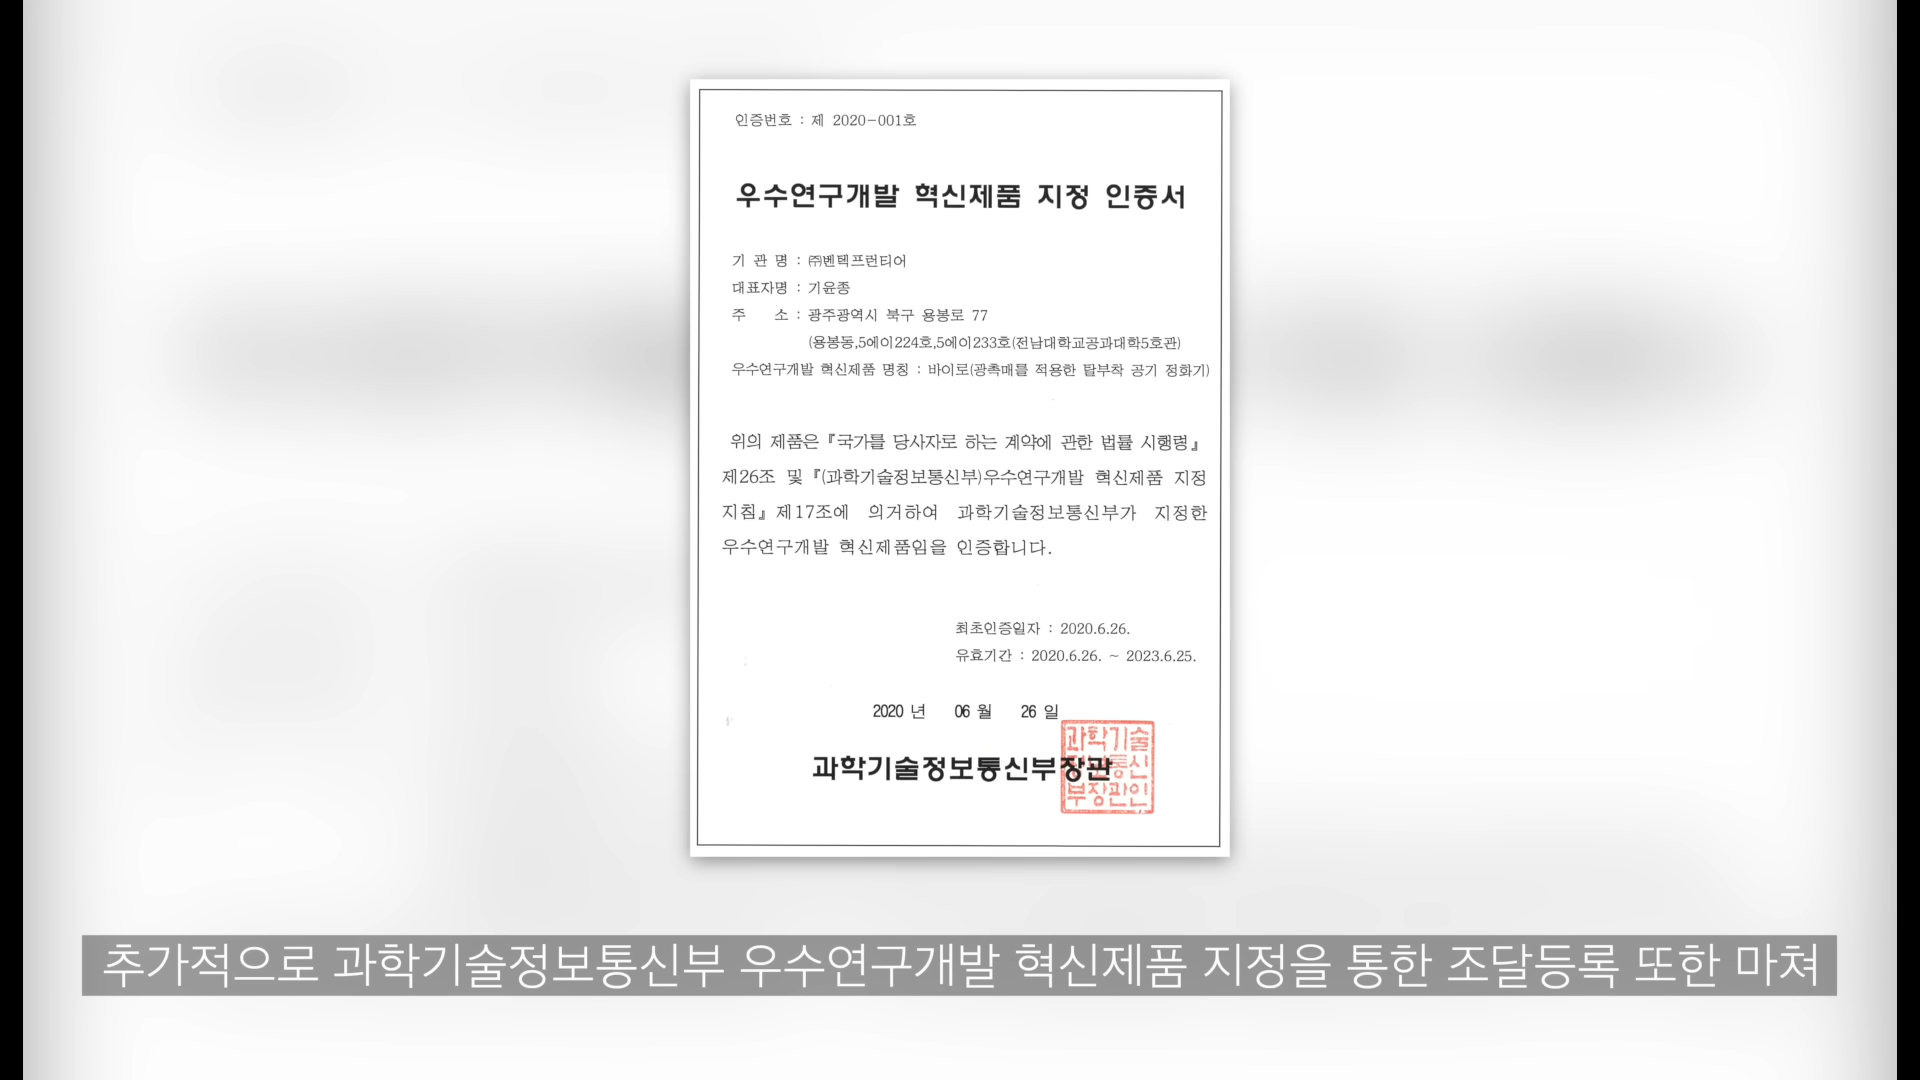 인증번호 : 제 2020-001호
우수연구개발 혁신제품 지정 인증서
기 관 명 : ㈜벤텍프런티어
대표자명 : 기윤종
주 소 : 광주광역시 북구 용봉로 77
(용봉동,5에이224호,5에이233호(전남대학교공과대학5호관)
우수연구개발 혁신제품 명칭 : 바이로(광촉매를 적용한 탈부착 공기 정화기)
위의 제품은 『국가를 당사자로 하는 계약에 관한 법률 시행령』
제26조 및 『(과학기술정보통신부)우수연구개발 혁신제품 지정
지침』 제17조에 의거하여 과학기술정보통신부가 지정한
우수연구개발 혁신제품임을 인증합니다.
최초인증일자 : 2020.6.26.
유효기간 : 2020.6.26. ~ 2023.6.25.
2020 년 06 월 26 일
과학기술정보통신부장관
과학기술
정보통신
부장관인
추가적으로 과학기술정보통신부 우수연구개발 혁신제품 지정을 통한 조달등록 또한 마쳐